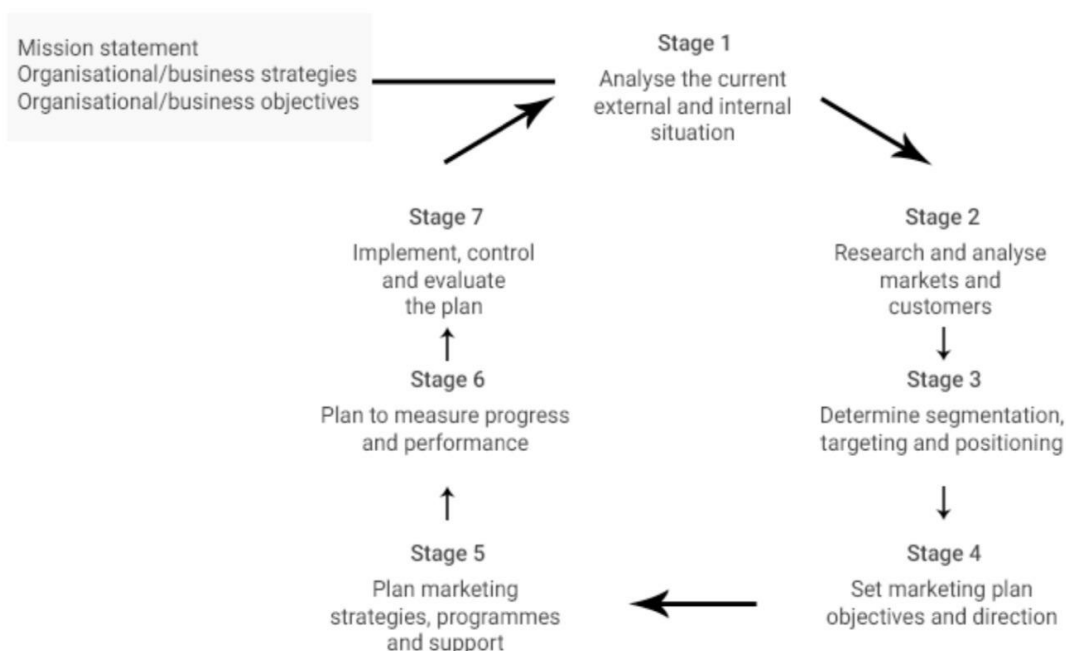 Mission statement
Organisational/business strategies
Organisational/business objectives
Stage 1
Analyse the current
external and internal
situation
Stage 2
Research and analyse
markets and
customers
Stage 3
Determine segmentation,
targeting and positioning
Stage 4
Set marketing plan
objectives and direction
Stage 5
Plan marketing
strategies, programmes
and support
Stage 6
Plan to measure progress
and performance
Stage 7
Implement, control
and evaluate
the plan